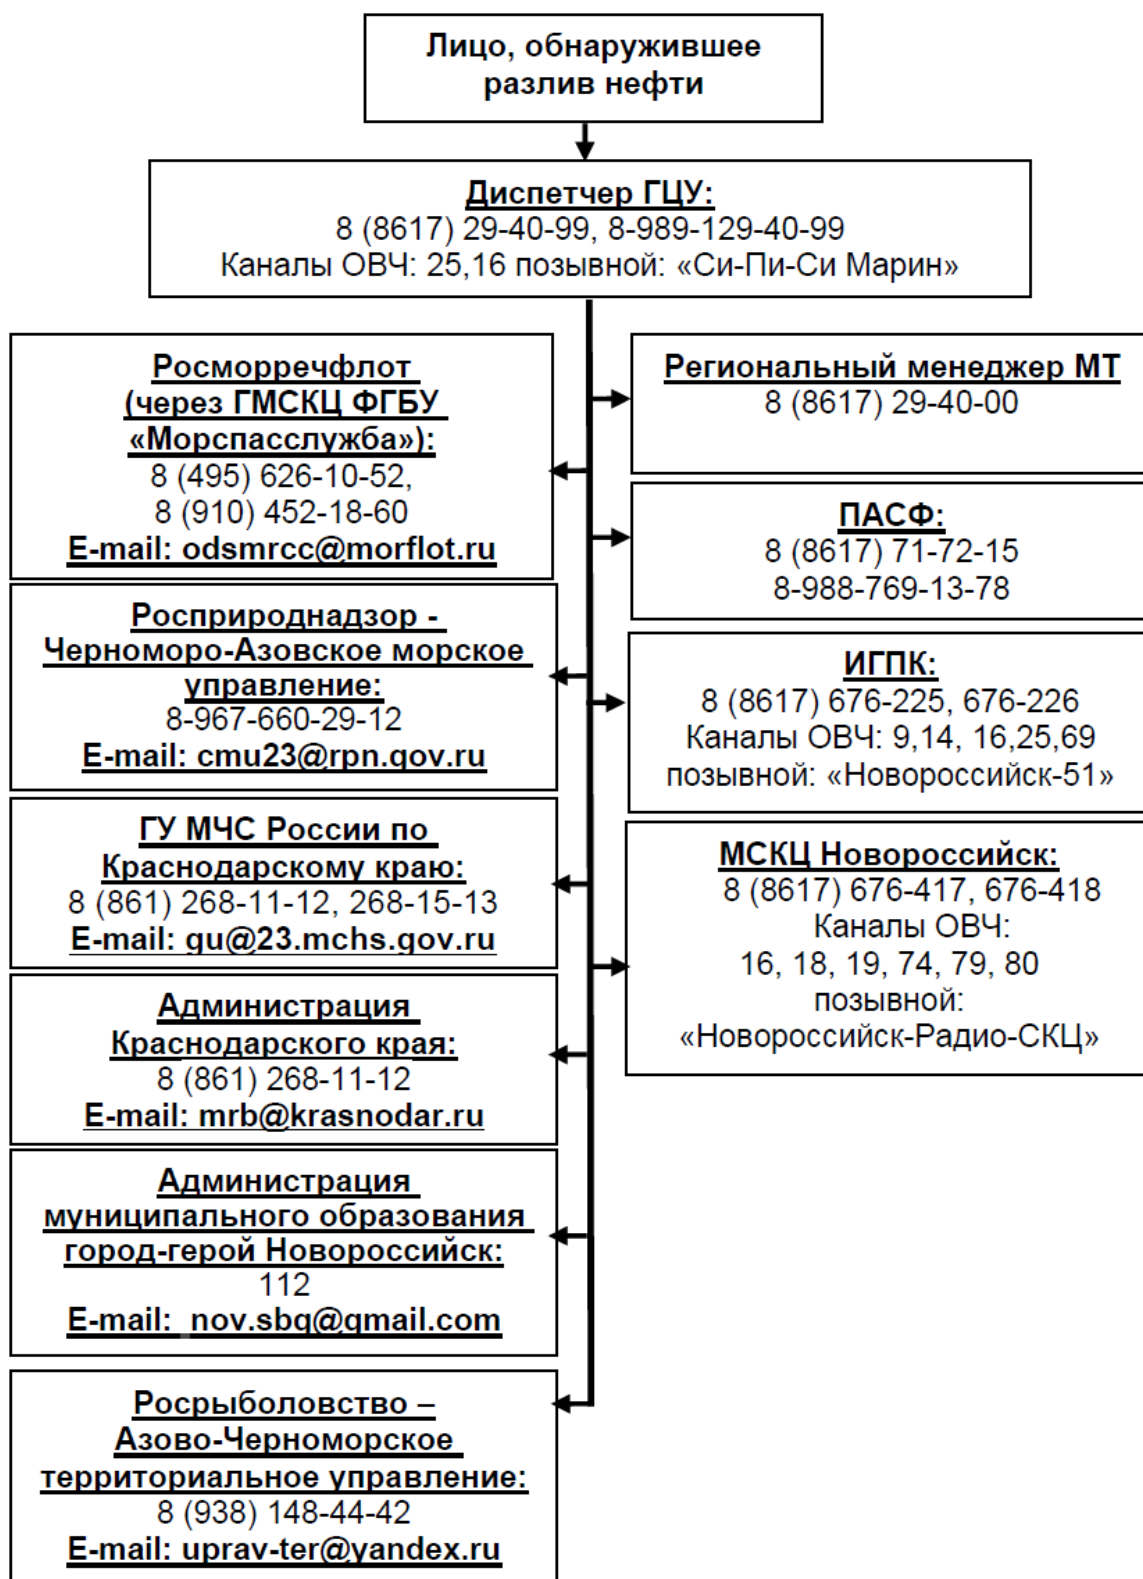 Лицо, обнаружившее
разлив нефти
Диспетчер ГЦУ:
8 (8617) 29-40-99, 8-989-129-40-99
Каналы ОВЧ: 25,16 позывной: «Си-Пи-Си Марин»
Росморречфлот
(через ГМСКЦ ФГБУ
«Морспасслужба»):
8 (495) 626-10-52,
8 (910) 452-18-60
E-mail: odsmrcc@morflot.ru
Росприроднадзор -
Черноморо-Азовское морское
управление:
8-967-660-29-12
E-mail: cmu23@rpn.gov.ru
ГУ МЧС России по
Краснодарскому краю:
8 (861) 268-11-12, 268-15-13
E-mail: gu@23.mchs.gov.ru
Администрация
Краснодарского края:
8 (861) 268-11-12
E-mail: mrb@krasnodar.ru
Администрация
муниципального образования
город-герой Новороссийск:
112
E-mail: nov.sbg@gmail.com
Росрыболовство –
Азово-Черноморское
территориальное управление:
8 (938) 148-44-42
E-mail: uprav-ter@yandex.ru
Региональный менеджер МТ
8 (8617) 29-40-00
ПАСФ:
8 (8617) 71-72-15
8-988-769-13-78
ИГПК:
8 (8617) 676-225, 676-226
Каналы ОВЧ: 9,14, 16,25,69
позывной: «Новороссийск-51»
МСКЦ Новороссийск:
8 (8617) 676-417, 676-418
Каналы ОВЧ:
16, 18, 19, 74, 79, 80
позывной:
«Новороссийск-Радио-СКЦ»